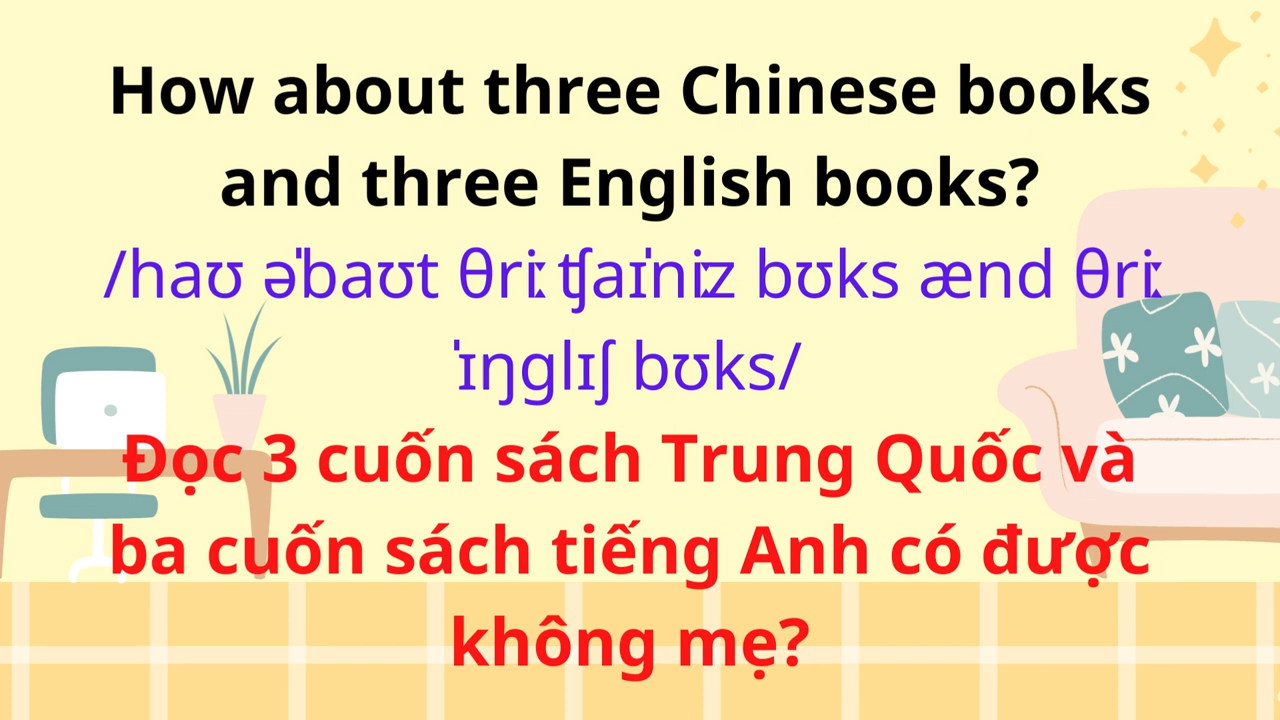 How about three Chinese books
and three English books?
/haʊ əˈbaʊt θriː ʧaɪˈniːz bʊks ænd θriː
ˈɪŋglɪʃ bʊks/
Đọc 3 cuốn sách Trung Quốc và
ba cuốn sách tiếng Anh có được
không mẹ?